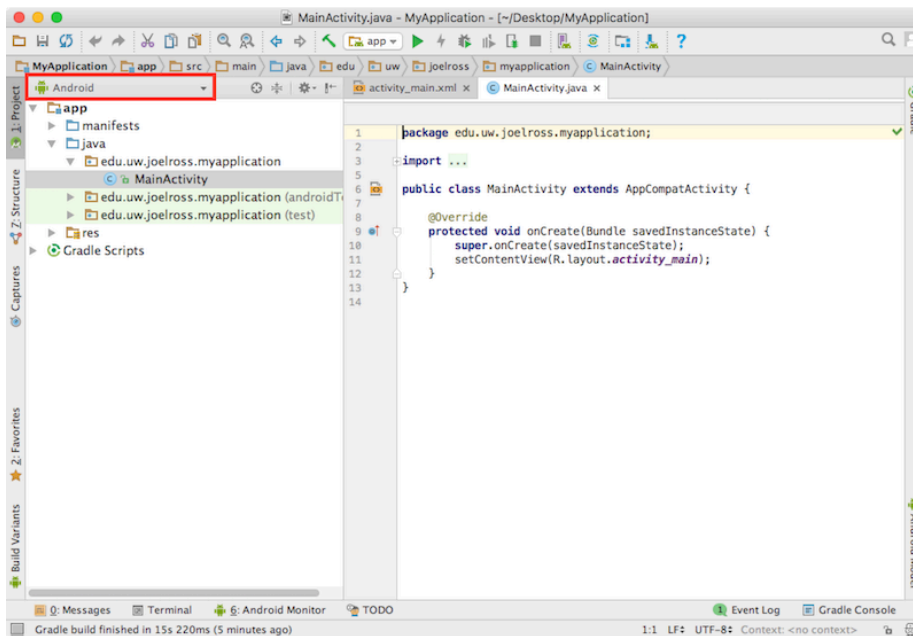 MainActivity.java - MyApplication - [~/Desktop/MyApplication]
app
MyApplication app src main java edu uw joelross myapplication MainActivity
Android
activity_main.xml MainActivity.java
1: Project
Z: Structure
Captures
2: Favorites
Build Variants
app
manifests
java
edu.uw.joelross.myapplication
MainActivity
edu.uw.joelross.myapplication (androidT
edu.uw.joelross.myapplication (test)
res
Gradle Scripts
1 package edu.uw.joelross.myapplication;
2
3 import ...
5
6 public class MainActivity extends AppCompatActivity {
7
8 @Override
9 protected void onCreate(Bundle savedInstanceState) {
10 super.onCreate(savedInstanceState);
11 setContentView(R.layout.activity_main);
12 }
13 }
14
0: Messages Terminal 6: Android Monitor TODO Event Log Gradle Console
Gradle build finished in 15s 220ms (5 minutes ago) 1:1 LF÷ UTF-8÷ Context: <no context>